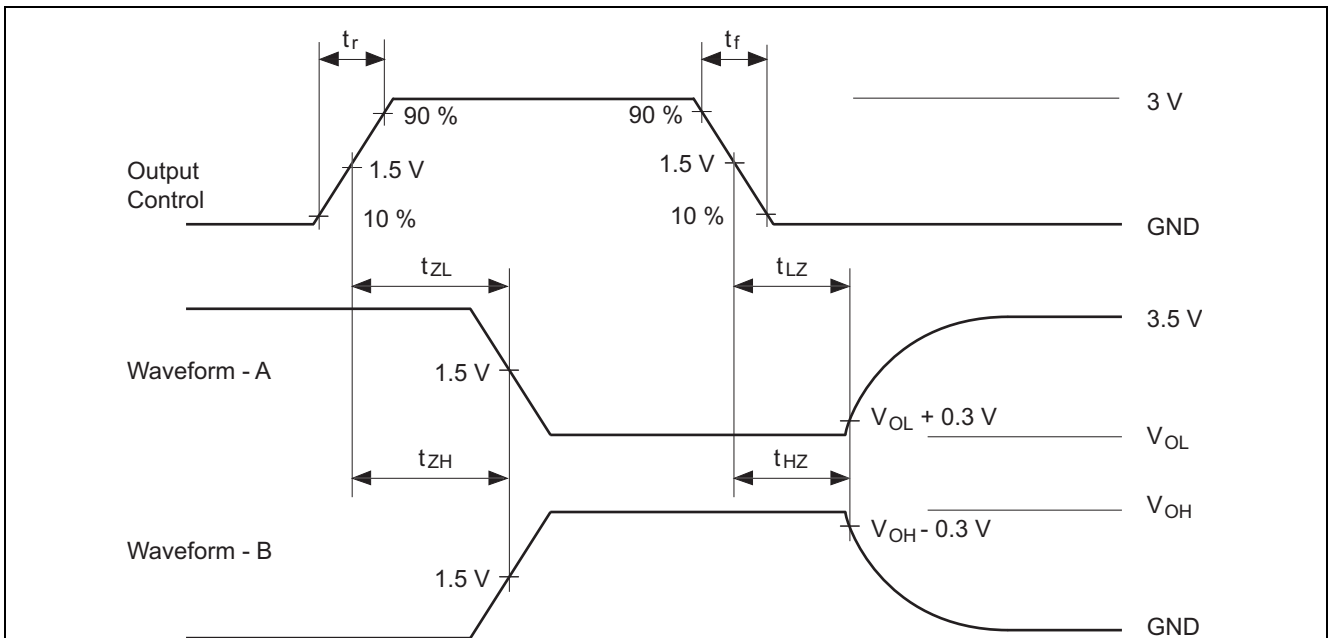 tr
tf
90 %
90 %
3 V
Output
Control
1.5 V
1.5 V
10 %
10 %
GND
tZL
tLZ
3.5 V
Waveform - A
1.5 V
VOL + 0.3 V
VOL
tZH
tHZ
VOH
VOH - 0.3 V
Waveform - B
1.5 V
GND